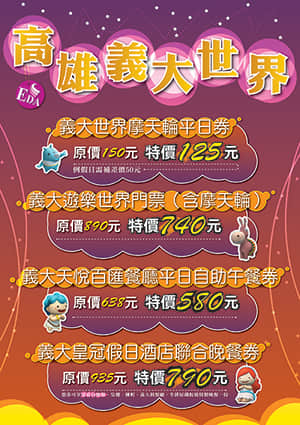 高雄義大世界
EDA
義大世界摩天輪平日券
原價150元 特價125元
例假日需補差價50元
義大遊樂世界門票（含摩天輪）
原價890元 特價740元
義大天悅百匯餐廳平日自助午餐券
原價638元 特價580元
義大皇冠假日酒店聯合晚餐券
原價935元 特價790元